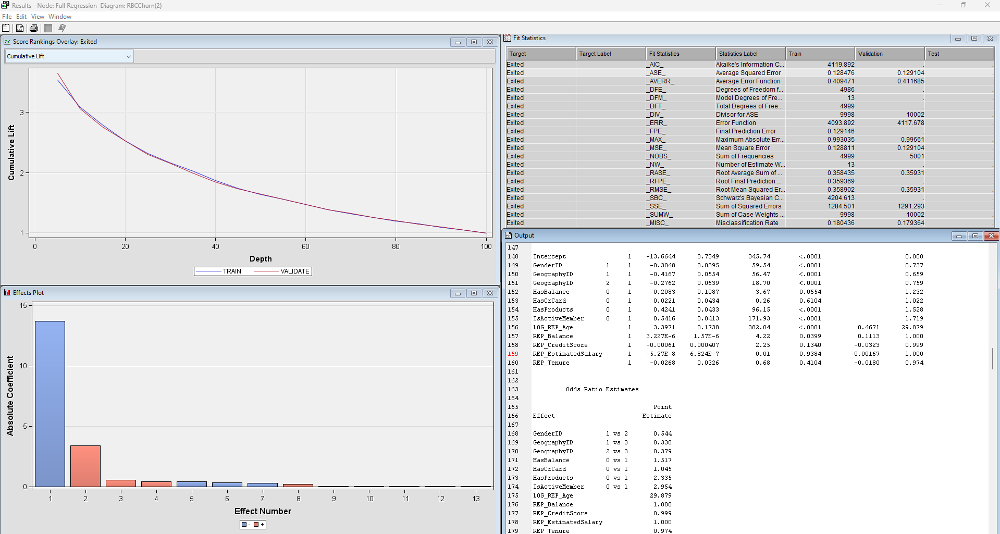 Results - Node: Full Regression Diagram: RBCChurn(2)
File Edit View Window
Score Rankings Overlay: Exited
Cumulative Lift
Cumulative Lift
3
2
1
0 20 40 60 80 100
Depth
TRAIN VALIDATE
Effects Plot
Absolute Coefficient
15
10
5
0
1 2 3 4 5 6 7 8 9 10 11 12 13
Effect Number
- +
Fit Statistics
Target Target Label Fit Statistics Statistics Label Train Validation Test
Exited _AIC_ Akaike's Information C... 4119.892 . .
Exited _ASE_ Average Squared Error 0.128476 0.129104 .
Exited _AVERR_ Average Error Function 0.409471 0.411685 .
Exited _DFE_ Degrees of Freedom f... 4986 . .
Exited _DFM_ Model Degrees of Fre... 13 . .
Exited _DFT_ Total Degrees of Free... 4999 . .
Exited _DIV_ Divisor for ASE 9998 10002 .
Exited _ERR_ Error Function 4093.892 4117.678 .
Exited _FPE_ Final Prediction Error 0.129146 . .
Exited _MAX_ Maximum Absolute Err... 0.993035 0.99661 .
Exited _MSE_ Mean Square Error 0.128811 0.129104 .
Exited _NOBS_ Sum of Frequencies 4999 5001 .
Exited _NW_ Number of Estimate W... 13 . .
Exited _RASE_ Root Average Sum of ... 0.358435 0.35931 .
Exited _RFPE_ Root Final Prediction ... 0.359369 . .
Exited _RMSE_ Root Mean Squared Er... 0.358902 0.35931 .
Exited _SBC_ Schwarz's Bayesian C... 4204.613 . .
Exited _SSE_ Sum of Squared Errors 1284.501 1291.293 .
Exited _SUMW_ Sum of Case Weights ... 9998 10002 .
Exited _MISC_ Misclassification Rate 0.180436 0.179364 .
Output
147
148 Intercept 1 -13.6644 0.7349 345.74 <.0001 0.000
149 GenderID 1 1 -0.3048 0.0395 59.54 <.0001 0.737
150 GeographyID 1 1 -0.4167 0.0554 56.47 <.0001 0.659
151 GeographyID 2 1 -0.2762 0.0639 18.70 <.0001 0.759
152 HasBalance 0 1 0.2083 0.1087 3.67 0.0554 1.232
153 HasCrCard 0 1 0.0221 0.0434 0.26 0.6104 1.022
154 HasProducts 0 1 0.4241 0.0433 96.15 <.0001 1.528
155 IsActiveMember 0 1 0.5416 0.0413 171.93 <.0001 1.719
156 LOG_REP_Age 1 3.3971 0.1738 382.04 <.0001 0.4671 29.879
157 REP_Balance 1 3.227E-6 1.57E-6 4.22 0.0399 0.1113 1.000
158 REP_CreditScore 1 -0.00061 0.000407 2.25 0.1340 -0.0323 0.999
159 REP_EstimatedSalary 1 -5.27E-8 6.824E-7 0.01 0.9384 -0.00167 1.000
160 REP_Tenure 1 -0.0268 0.0326 0.68 0.4104 -0.0180 0.974
161
162
163 Odds Ratio Estimates
164
165 Point
166 Effect Estimate
167
168 GenderID 1 vs 2 0.544
169 GeographyID 1 vs 3 0.330
170 GeographyID 2 vs 3 0.379
171 HasBalance 0 vs 1 1.517
172 HasCrCard 0 vs 1 1.045
173 HasProducts 0 vs 1 2.335
174 IsActiveMember 0 vs 1 2.954
175 LOG_REP_Age 29.879
176 REP_Balance 1.000
177 REP_CreditScore 0.999
178 REP_EstimatedSalary 1.000
179 REP_Tenure 0.974